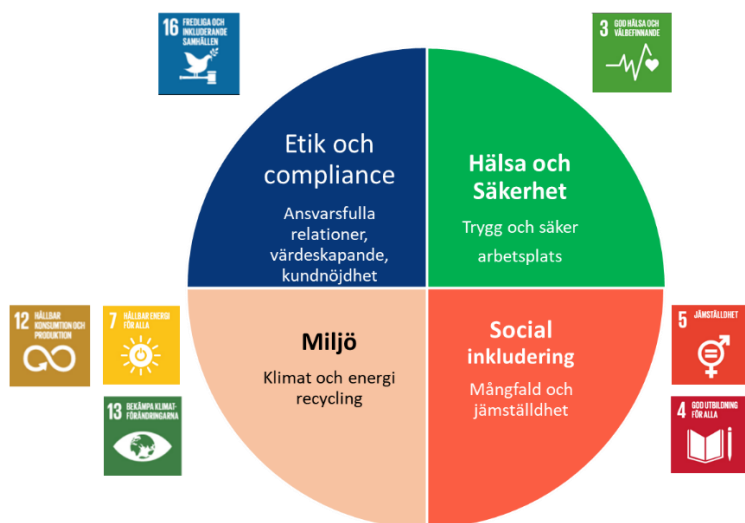 16 FREDLIGA OCH
INKLUDERANDE
SAMHÄLLEN
3 GOD HÄLSA OCH
VÄLBEFINNANDE
Etik och
compliance
Ansvarsfulla
relationer,
värdeskapande,
kundnöjdhet
Hälsa och
Säkerhet
Trygg och säker
arbetsplats
12 HÅLLBAR
KONSUMTION OCH
PRODUKTION
7 HÅLLBAR ENERGI
FÖR ALLA
13 BEKÄMPA KLIMAT-
FÖRÄNDRINGARNA
Miljö
Klimat och energi
recycling
Social
inkludering
Mångfald och
jämställdhet
5 JÄMSTÄLLDHET
4 GOD UTBILDNING
FÖR ALLA